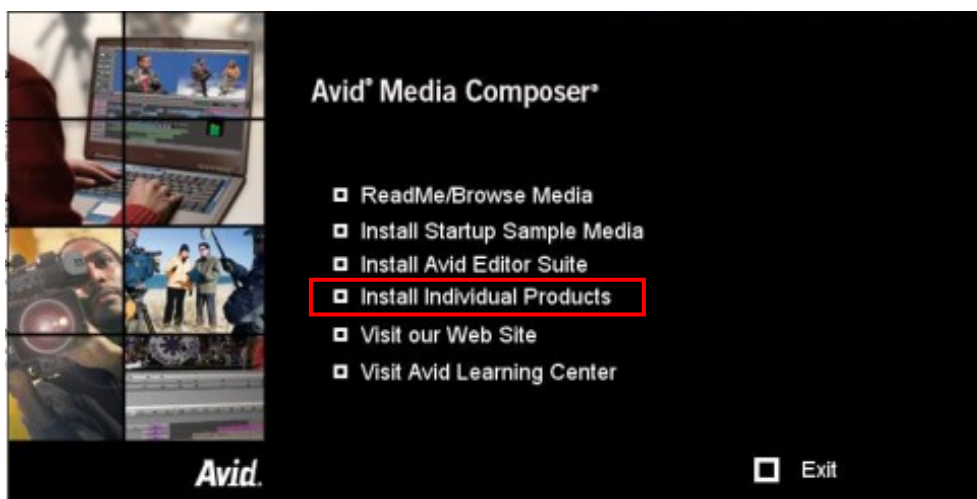 Avid® Media Composer®
ReadMe/Browse Media
Install Startup Sample Media
Install Avid Editor Suite
Install Individual Products
Visit our Web Site
Visit Avid Learning Center
Avid.
Exit